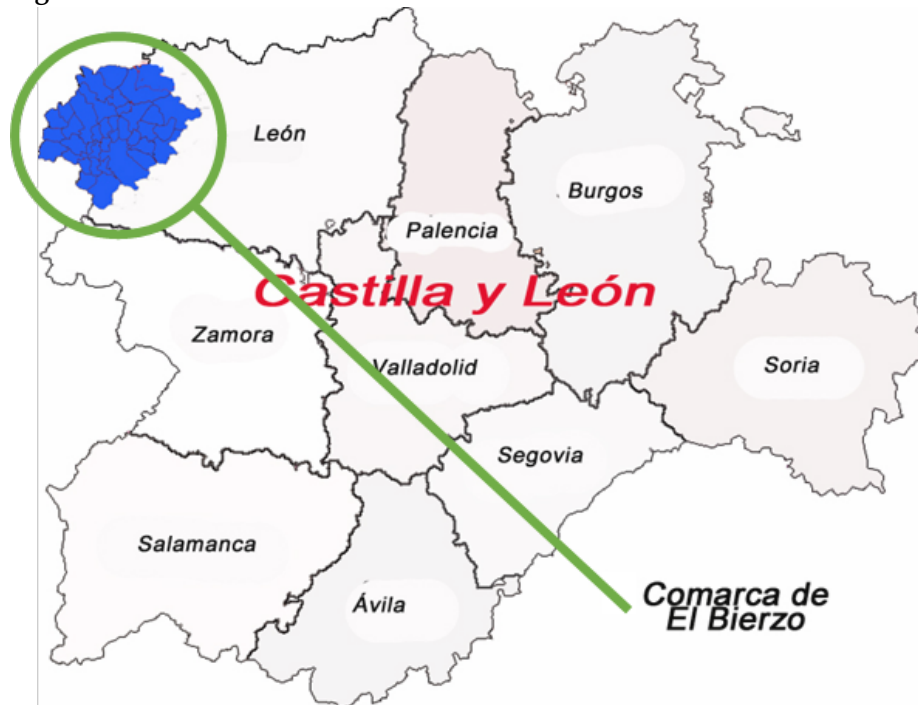 León
Burgos
Palencia
Castilla y León
Zamora
Valladolid
Soria
Segovia
Salamanca
Ávila
Comarca de
El Bierzo